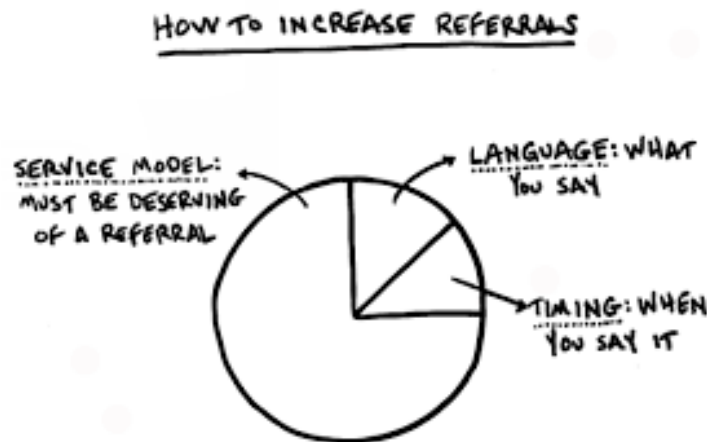 HOW TO INCREASE REFERRALS
SERVICE MODEL:
MUST BE DESERVING
OF A REFERRAL
LANGUAGE: WHAT
YOU SAY
TIMING: WHEN
YOU SAY IT